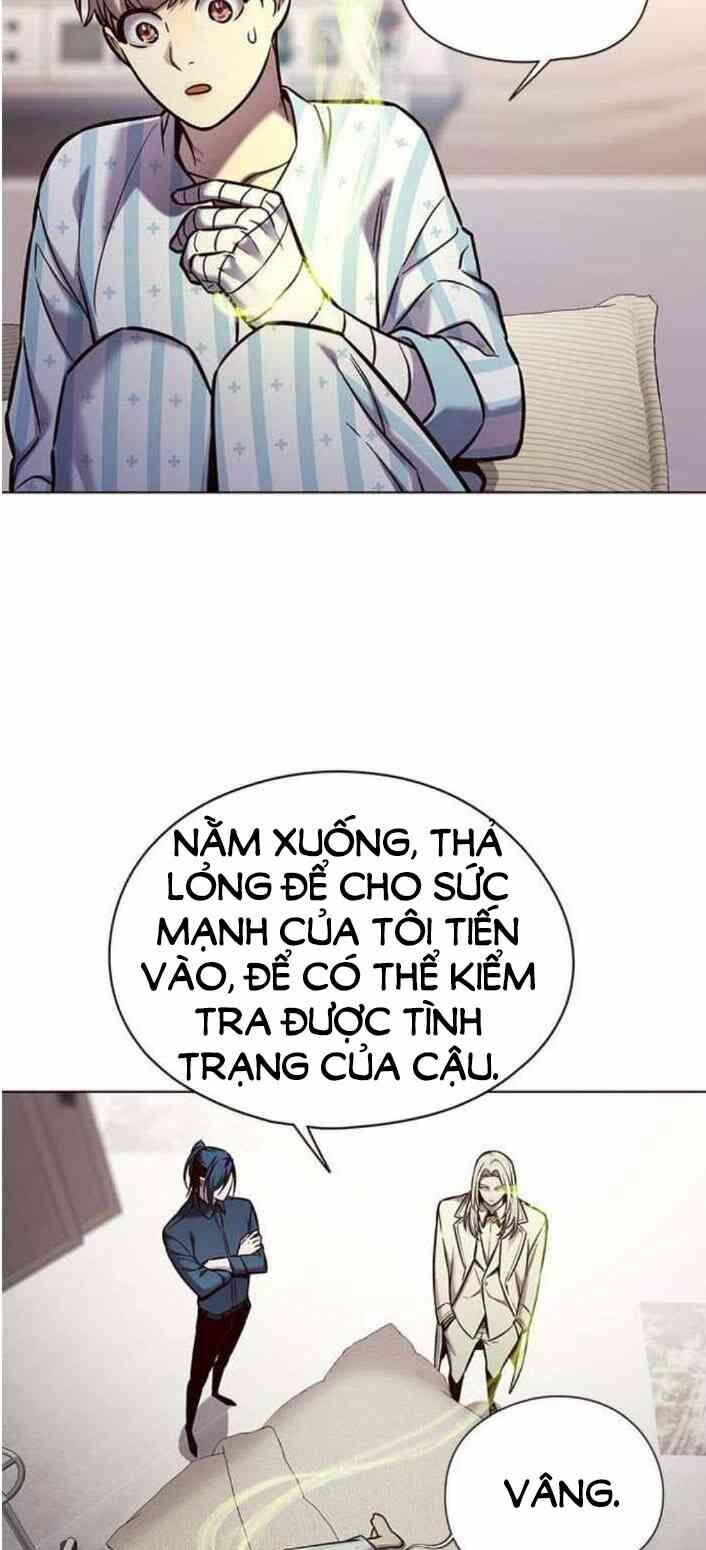 NẰM XUỐNG, THẢ
LỎNG ĐỂ CHO SỨC
MẠNH CỦA TÔI TIẾN
VÀO, ĐỂ CÓ THỂ KIỂM
TRA ĐƯỢC TÌNH
TRẠNG CỦA CẬU.
VÂNG.